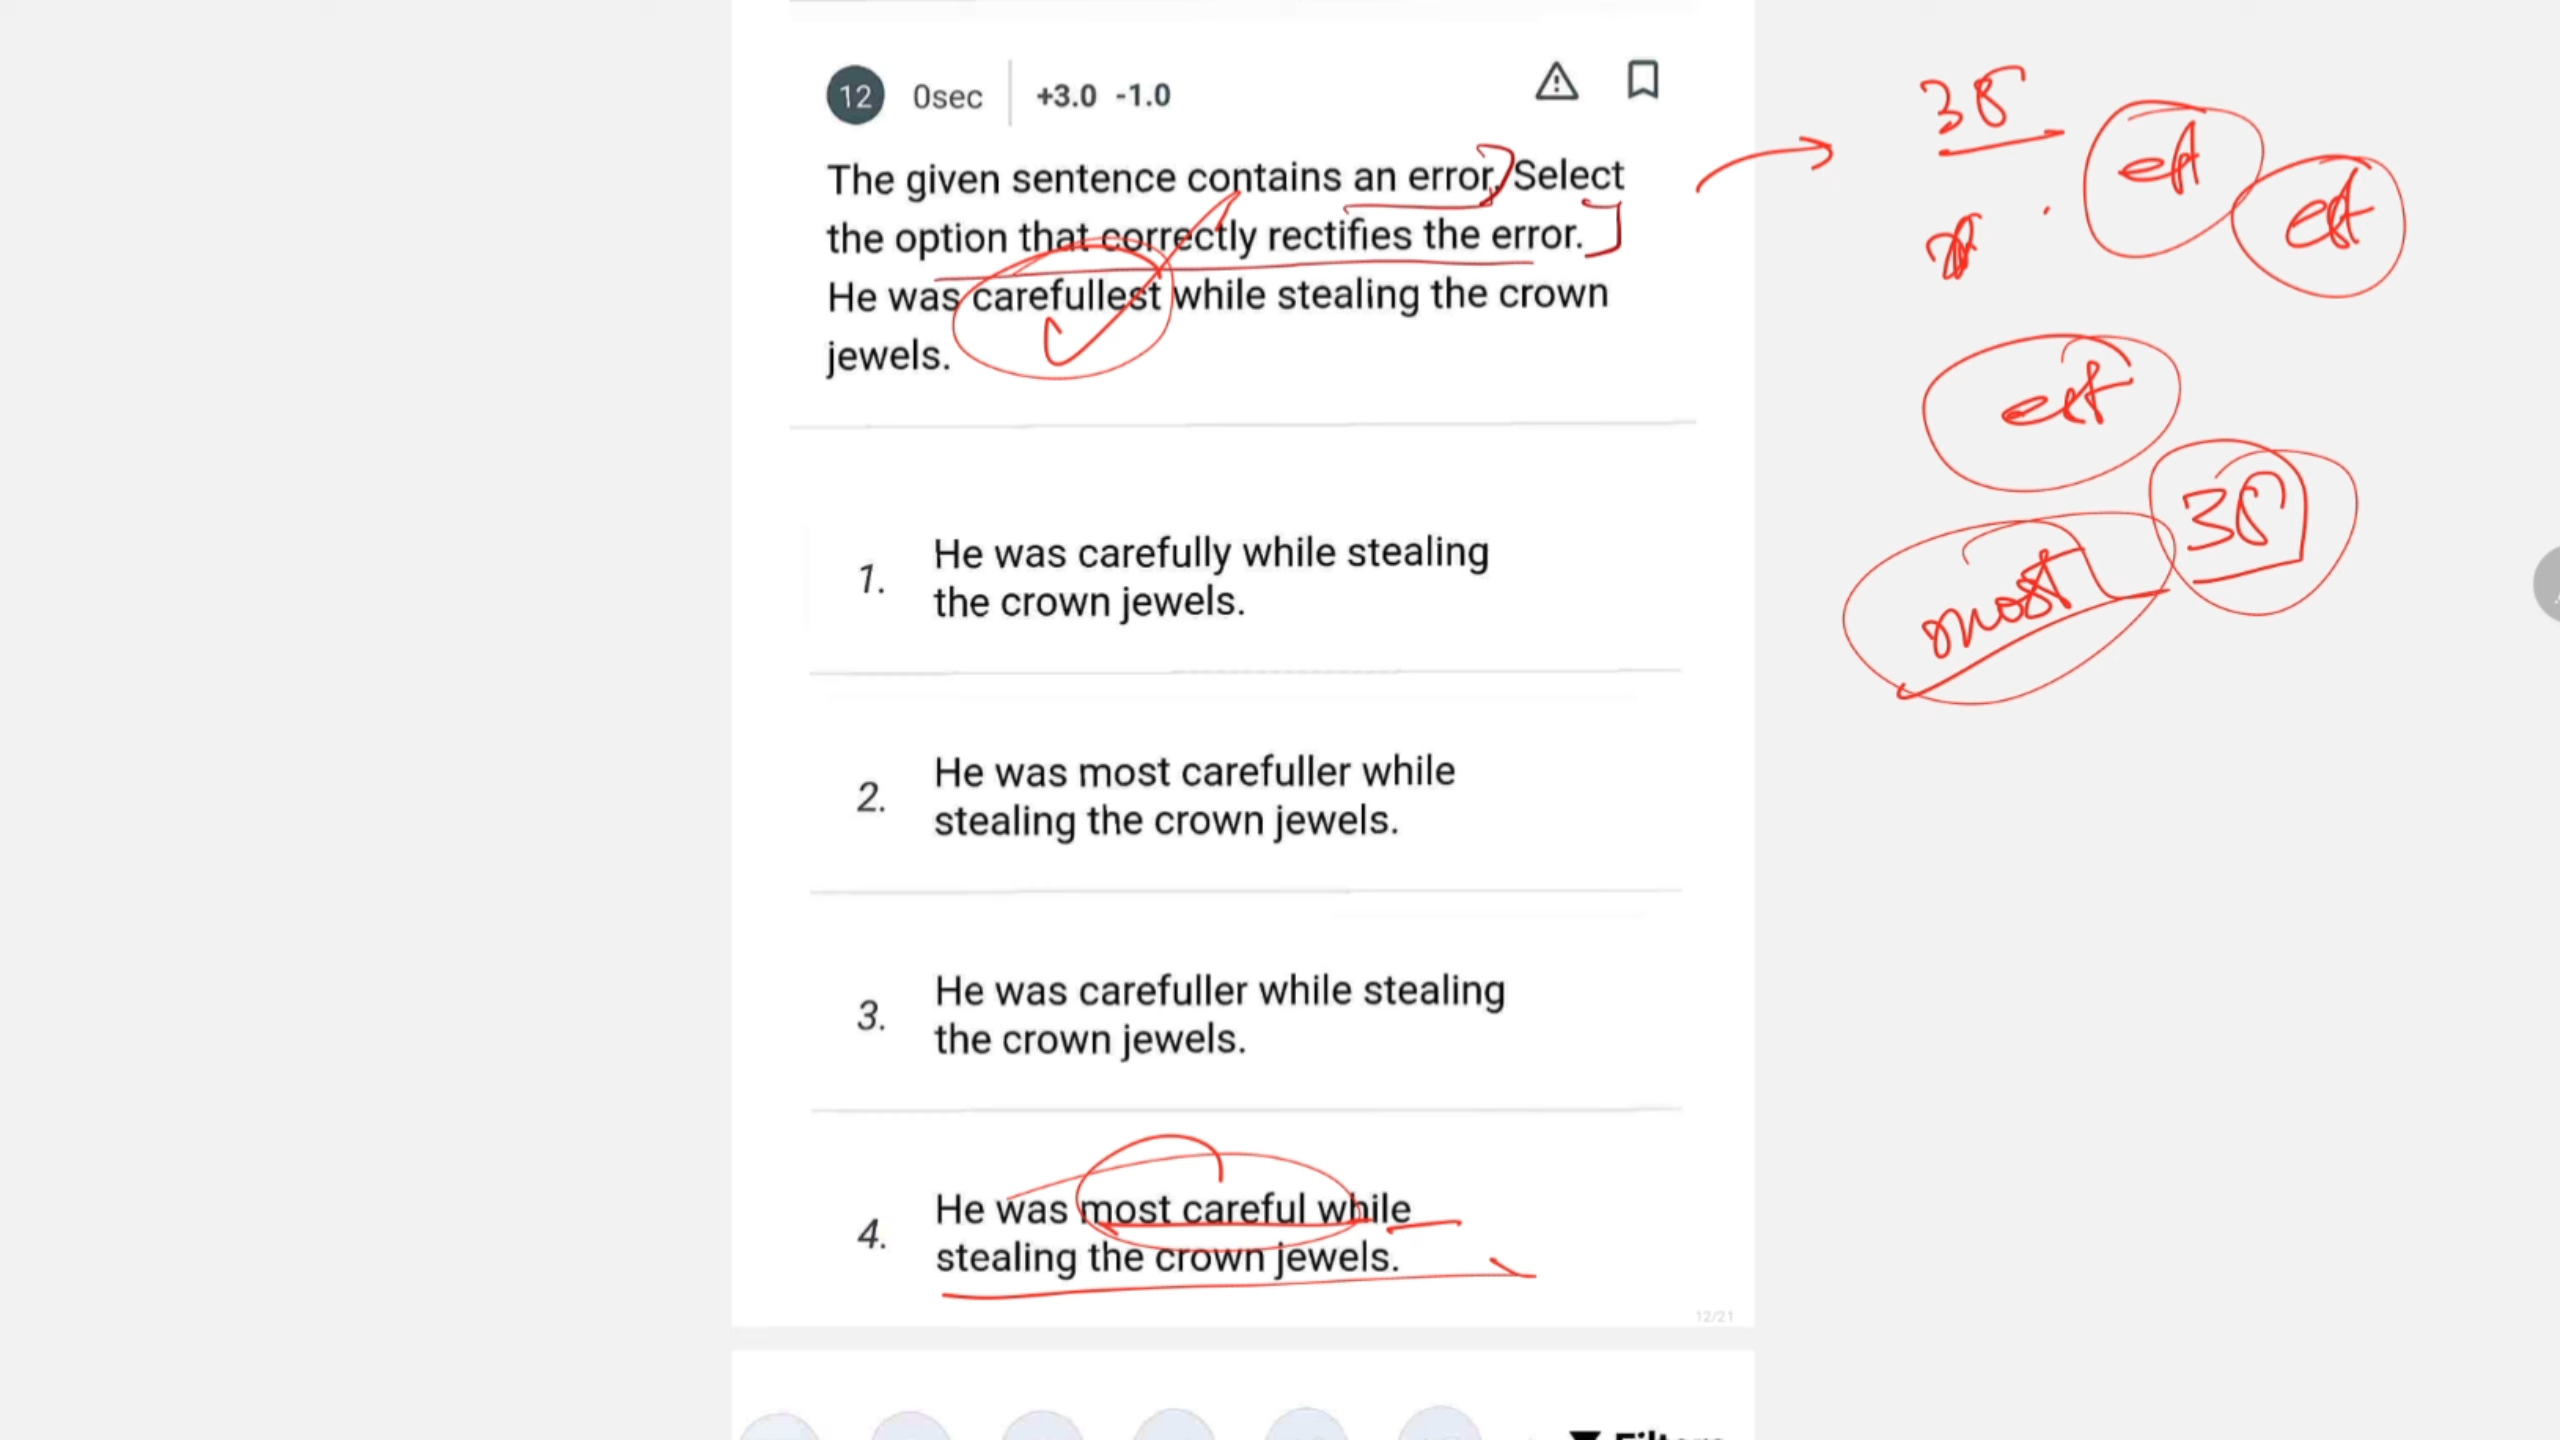 12 0sec +3.0 -1.0
The given sentence contains an error. Select
the option that correctly rectifies the error.
He was carefullest while stealing the crown
jewels.
1. He was carefully while stealing
the crown jewels.
2. He was most carefuller while
stealing the crown jewels.
3. He was carefuller while stealing
the crown jewels.
4. He was most careful while
stealing the crown jewels.
12/21
est
est
est
most